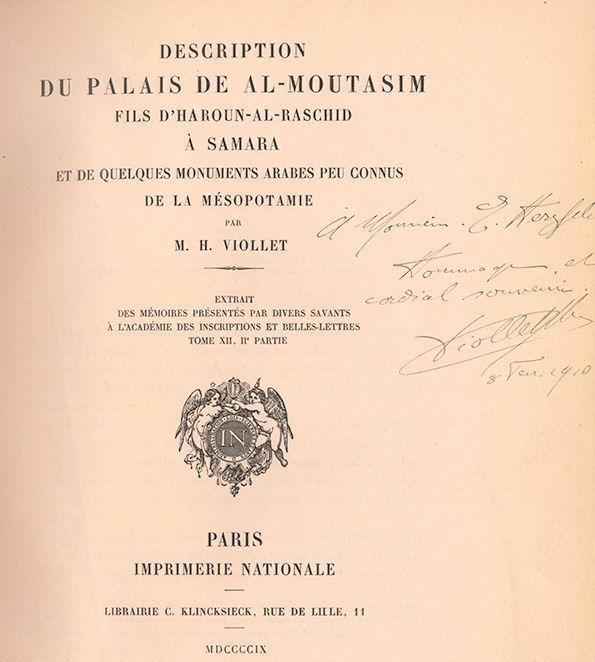 DESCRIPTION
DU PALAIS DE AL-MOUTASIM
FILS D'HAROUN-AL-RASCHID
À SAMARA
ET DE QUELQUES MONUMENTS ARABES PEU CONNUS
DE LA MÉSOPOTAMIE
PAR
M. H. VIOLLET
à Monsieur E. Herzfeld
Hommage et
cordial souvenir.
HViollet
8 Fev. 1910
EXTRAIT
DES MÉMOIRES PRÉSENTÉS PAR DIVERS SAVANTS
À L'ACADÉMIE DES INSCRIPTIONS ET BELLES-LETTRES
TOME XII, IIe PARTIE
IN
PARIS
IMPRIMERIE NATIONALE
LIBRAIRIE C. KLINCKSIECK, RUE DE LILLE, 11
MDCCCCIX